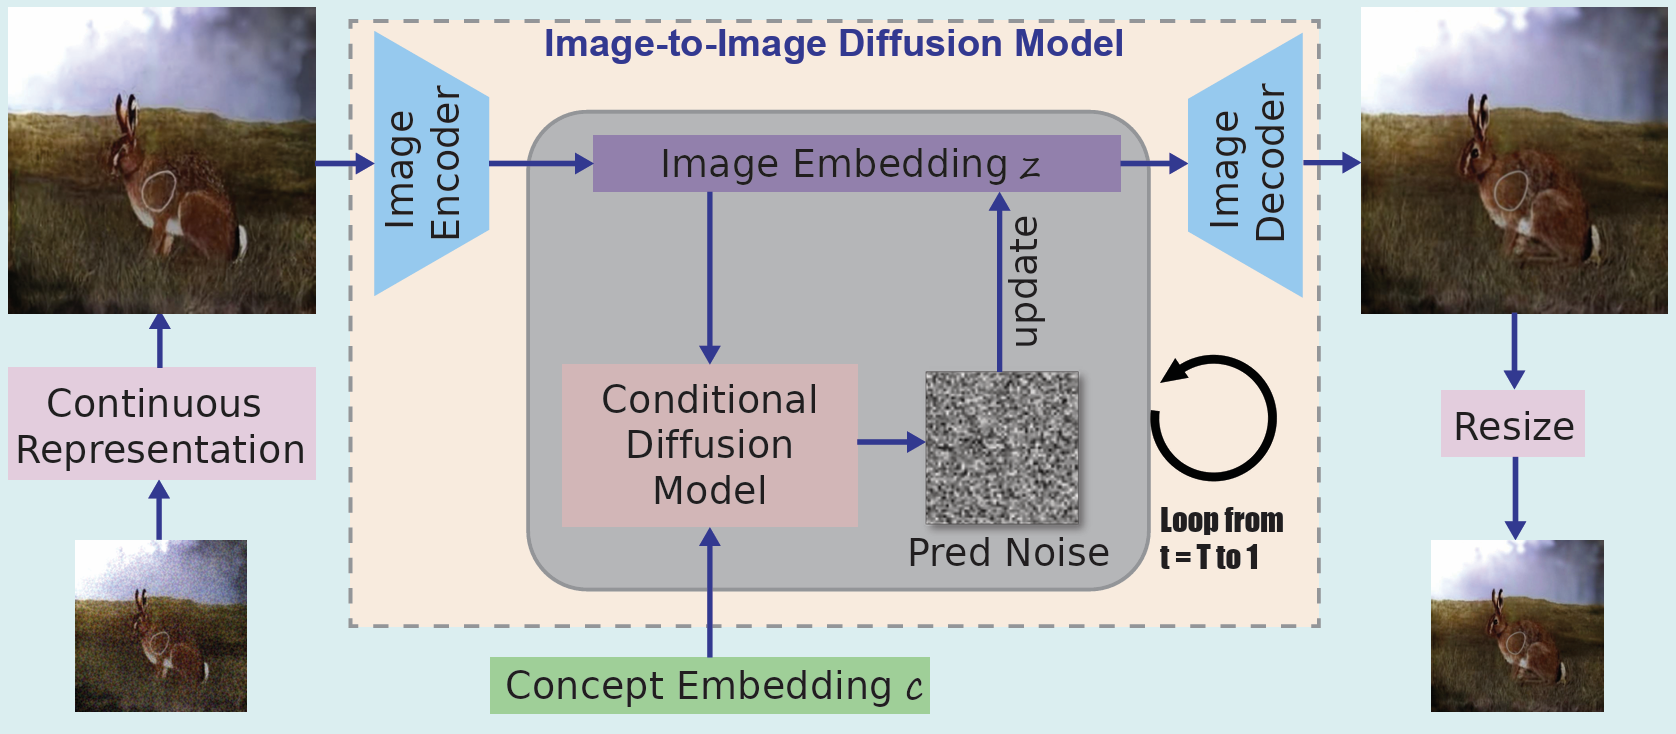 Image-to-Image Diffusion Model
Image
Encoder
Image Embedding z
Image
Decoder
update
Continuous
Representation
Conditional
Diffusion
Model
Pred Noise
Loop from
t = T to 1
Resize
Concept Embedding c